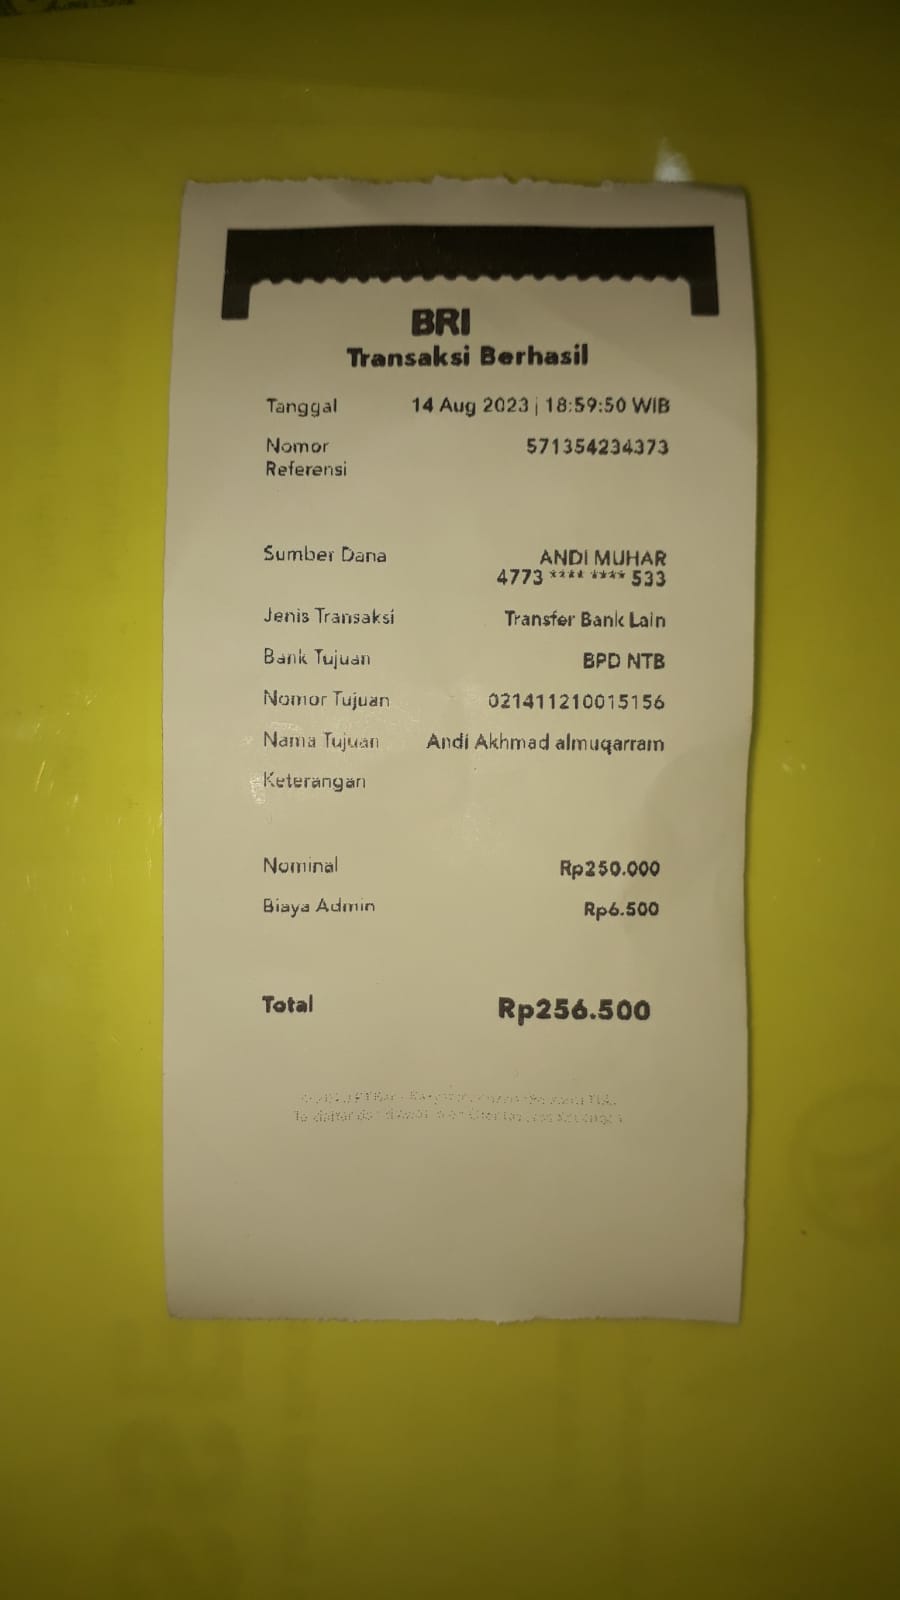 BRI
Transaksi Berhasil
Tanggal 14 Aug 2023 | 18:59:50 WIB
Nomor Referensi 571354234373
Sumber Dana ANDI MUHAR
4773 **** **** 533
Jenis Transaksi Transfer Bank Lain
Bank Tujuan BPD NTB
Nomor Tujuan 021411210015156
Nama Tujuan Andi Akhmad almuqarram
Keterangan
Nominal Rp250.000
Biaya Admin Rp6.500
Total Rp256.500